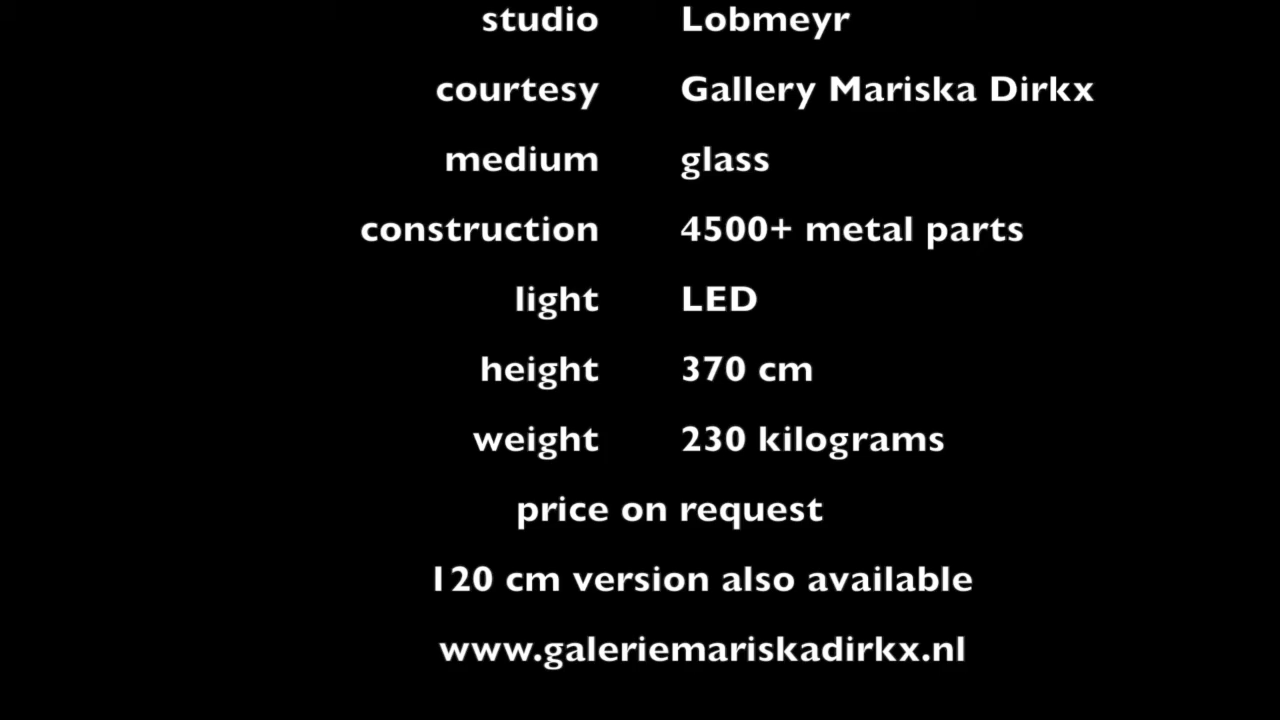 studio Lobmeyr
courtesy Gallery Mariska Dirkx
medium glass
construction 4500+ metal parts
light LED
height 370 cm
weight 230 kilograms
price on request
120 cm version also available
www.galeriemariskadirkx.nl